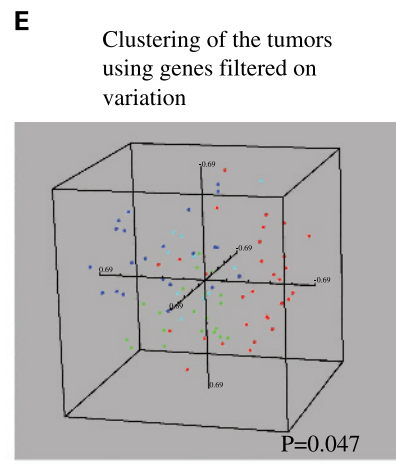 E
Clustering of the tumors
using genes filtered on
variation
-0.69
-0.69
0.69
-0.69
0.69
0.69
P=0.047